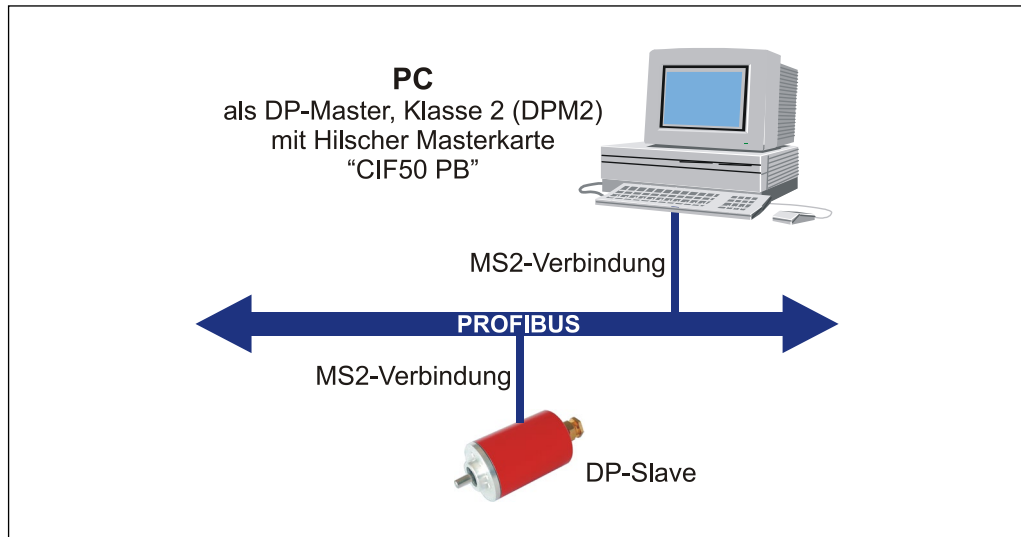 PC
als DP-Master, Klasse 2 (DPM2)
mit Hilscher Masterkarte
“CIF50 PB”
MS2-Verbindung
PROFIBUS
MS2-Verbindung
DP-Slave